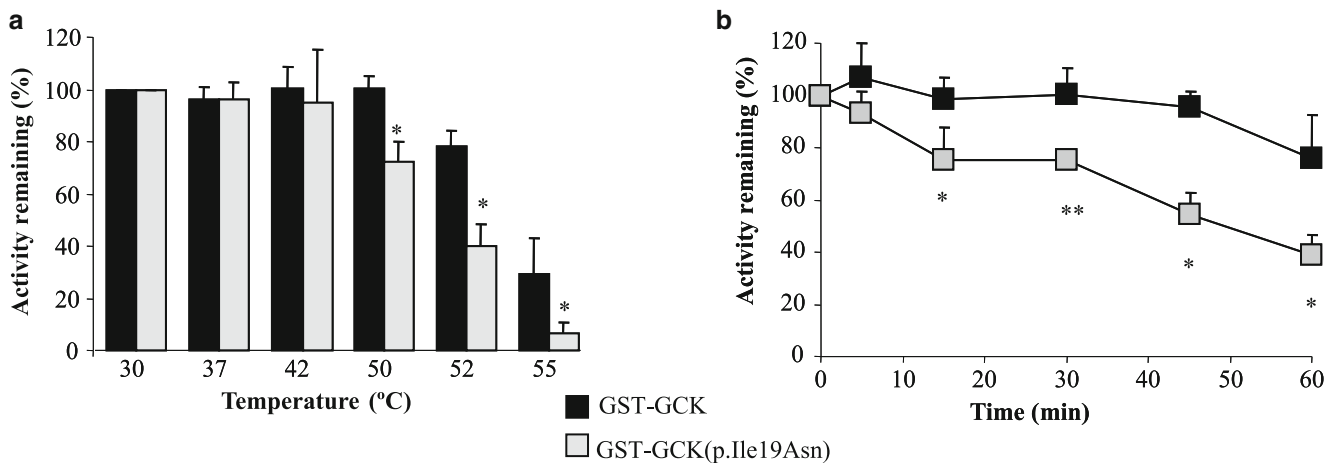 a
120
100
80
60
40
20
0
Activity remaining (%)
*
*
*
30 37 42 50 52 55
Temperature (ºC)
b
120
100
80
60
40
20
0
Activity remaining (%)
*
**
*
*
0 10 20 30 40 50 60
Time (min)
GST-GCK
GST-GCK(p.Ile19Asn)